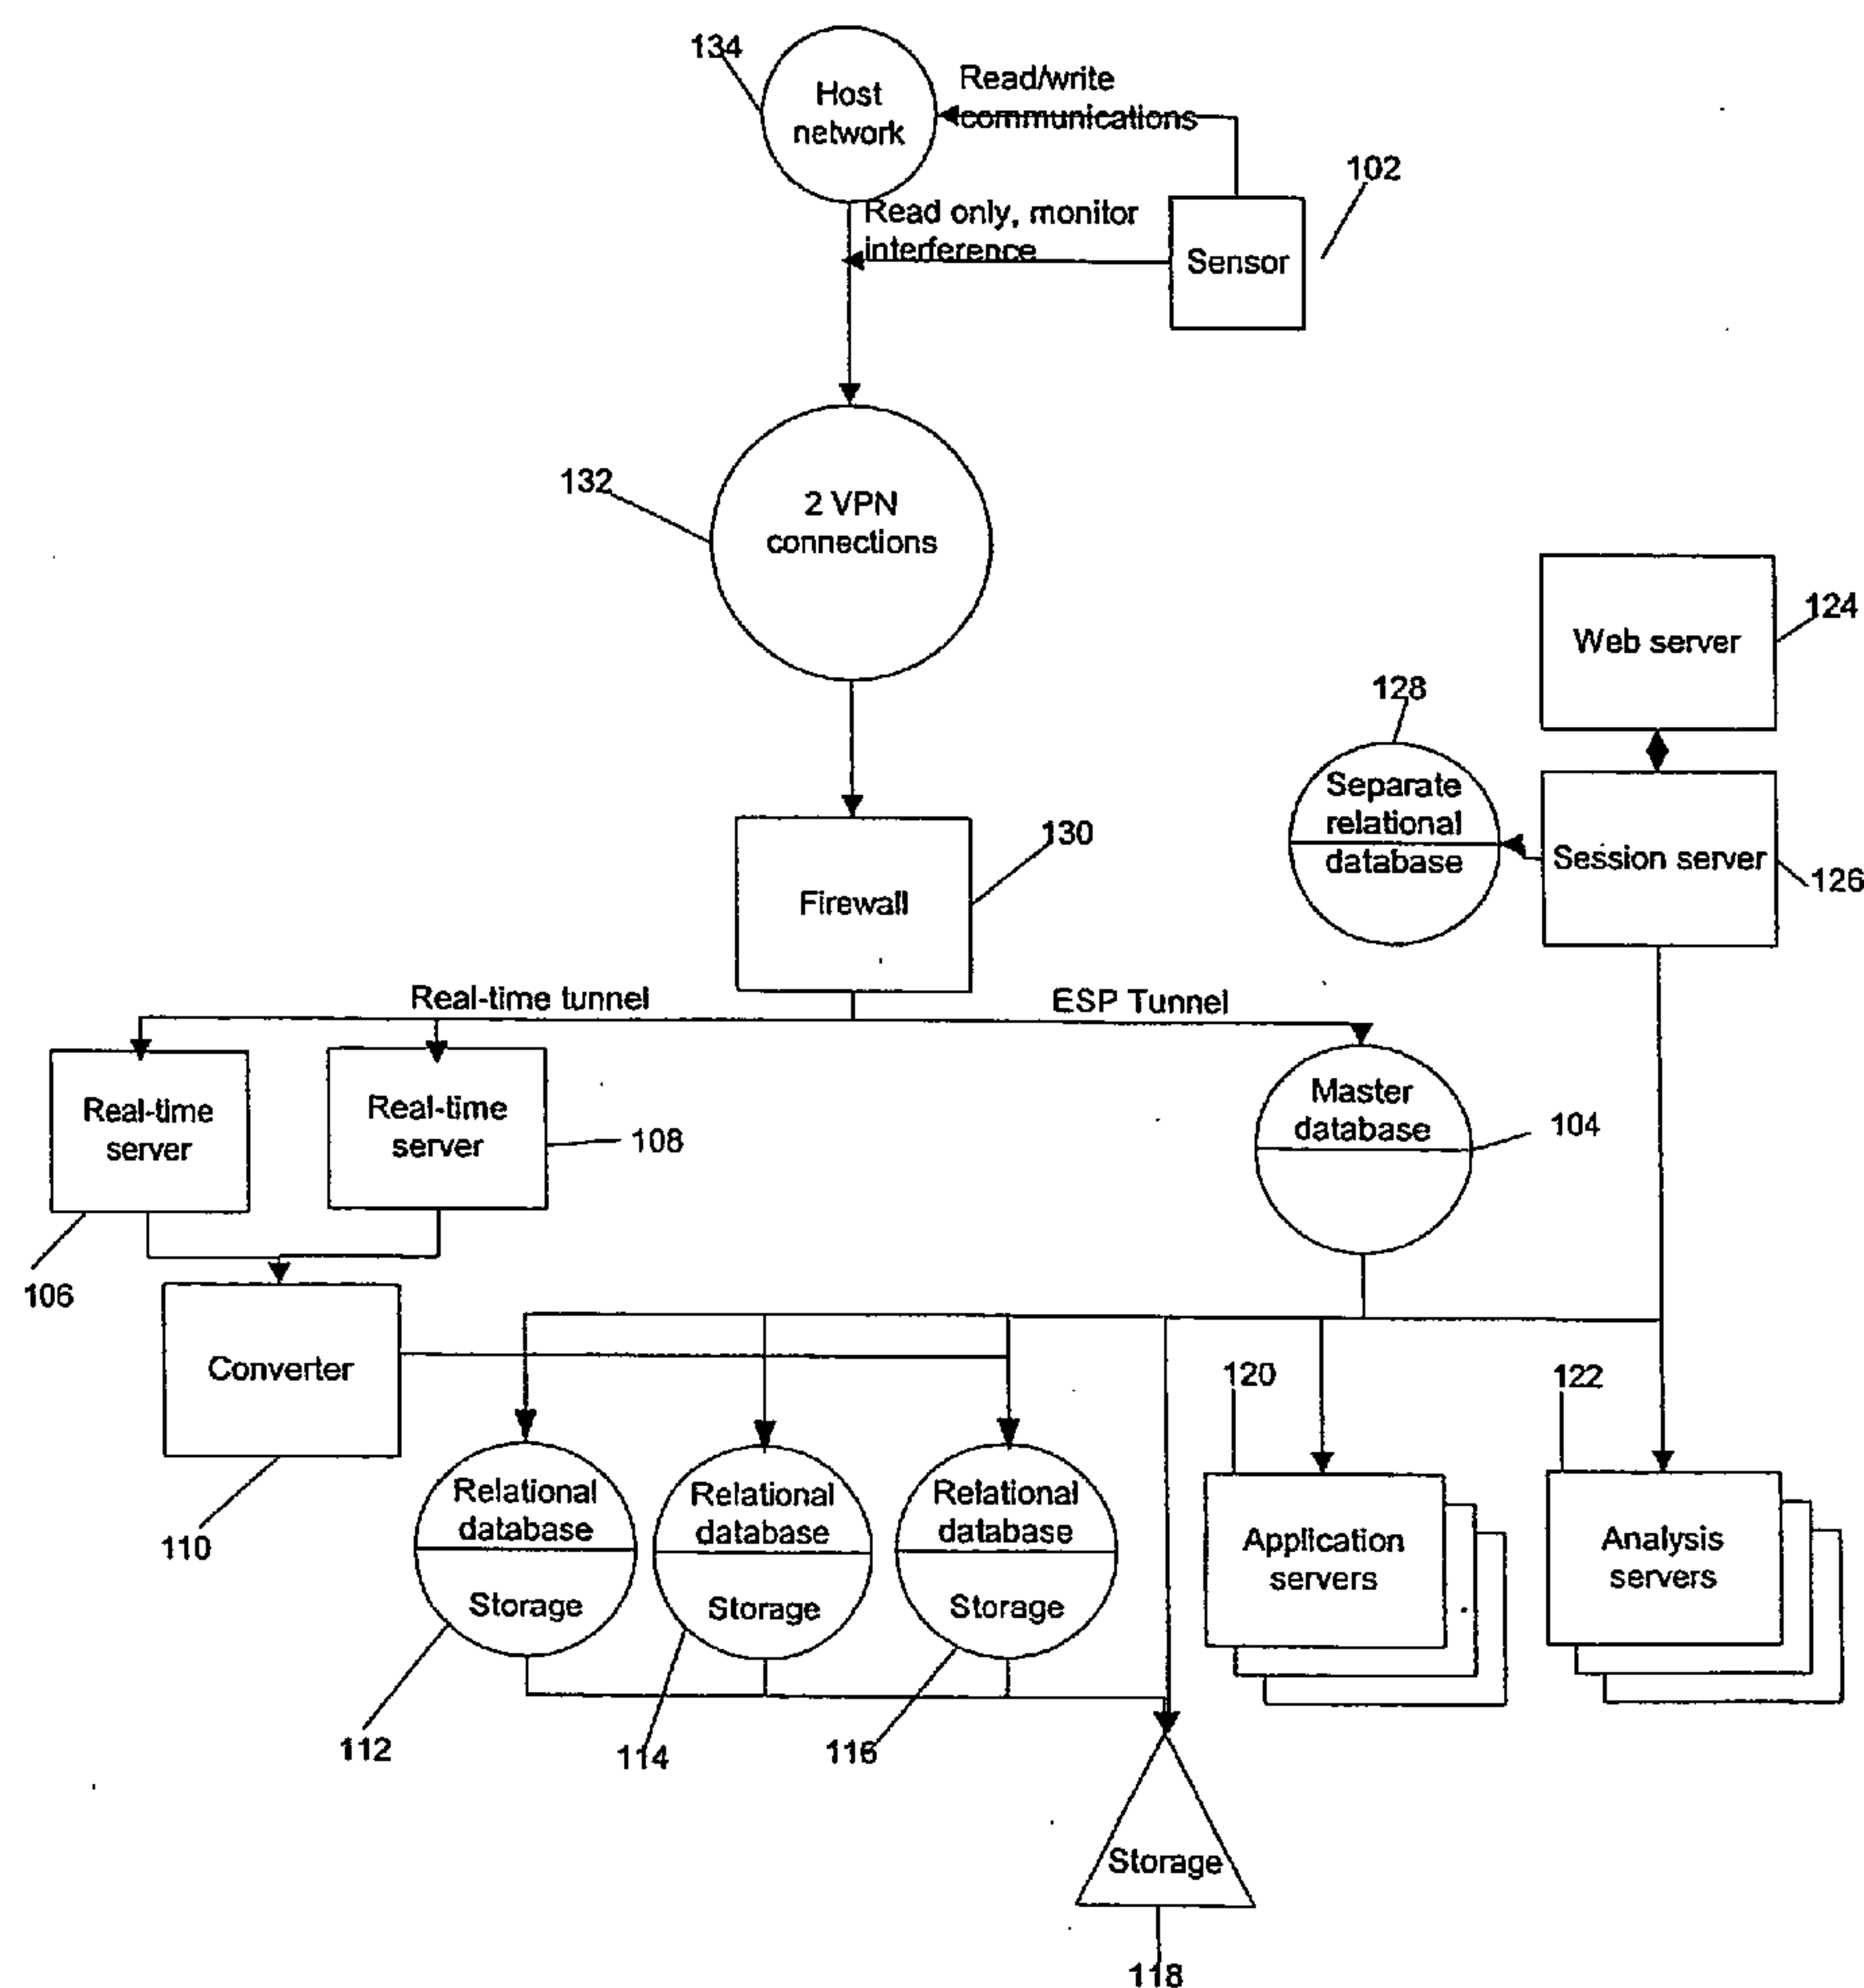 134
Host
network
Read/write
communications
102
Read only, monitor
interference
Sensor
132
2 VPN
connections
124
Web server
128
Separate
relational
database
Session server
126
130
Firewall
Real-time tunnel
ESP Tunnel
Real-time
server
Real-time
server
108
Master
database
104
106
Converter
120
122
110
Relational
database
Storage
Relational
database
Storage
Relational
database
Storage
Application
servers
Analysis
servers
112
114
116
Storage
118